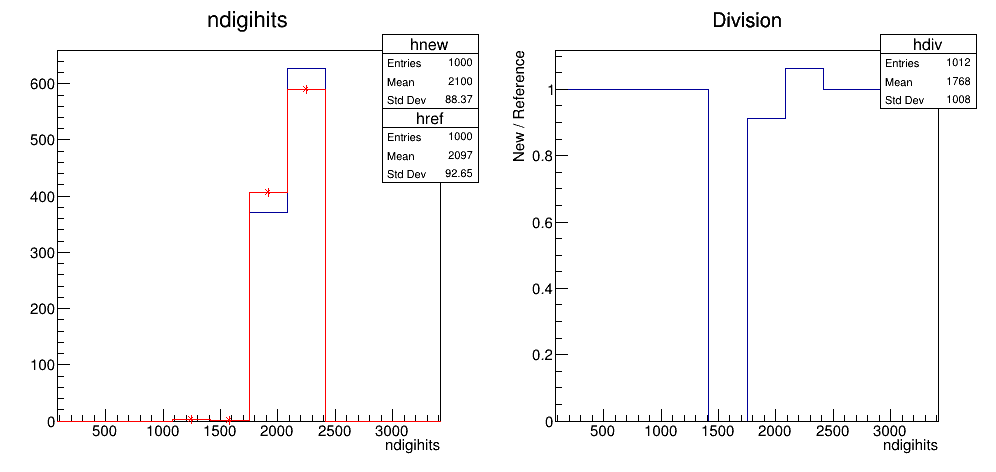 ndigihits
hnew
Entries 1000
Mean 2100
Std Dev 88.37
href
Entries 1000
Mean 2097
Std Dev 92.65
600
500
400
300
200
100
0
500 1000 1500 2000 2500 3000
ndigihits
Division
hdiv
Entries 1012
Mean 1768
Std Dev 1008
New / Reference
1
0.8
0.6
0.4
0.2
0
500 1000 1500 2000 2500 3000
ndigihits